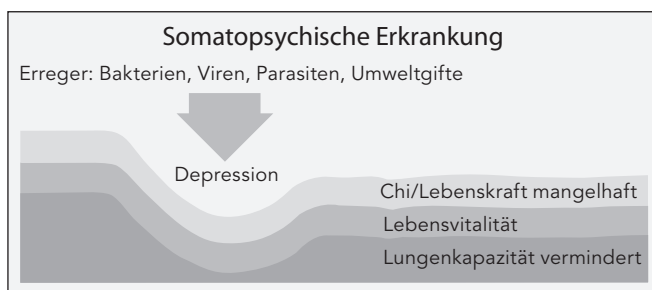 Somatopsychische Erkrankung
Erreger: Bakterien, Viren, Parasiten, Umweltgifte
Depression
Chi/Lebenskraft mangelhaft
Lebensvitalität
Lungenkapazität vermindert